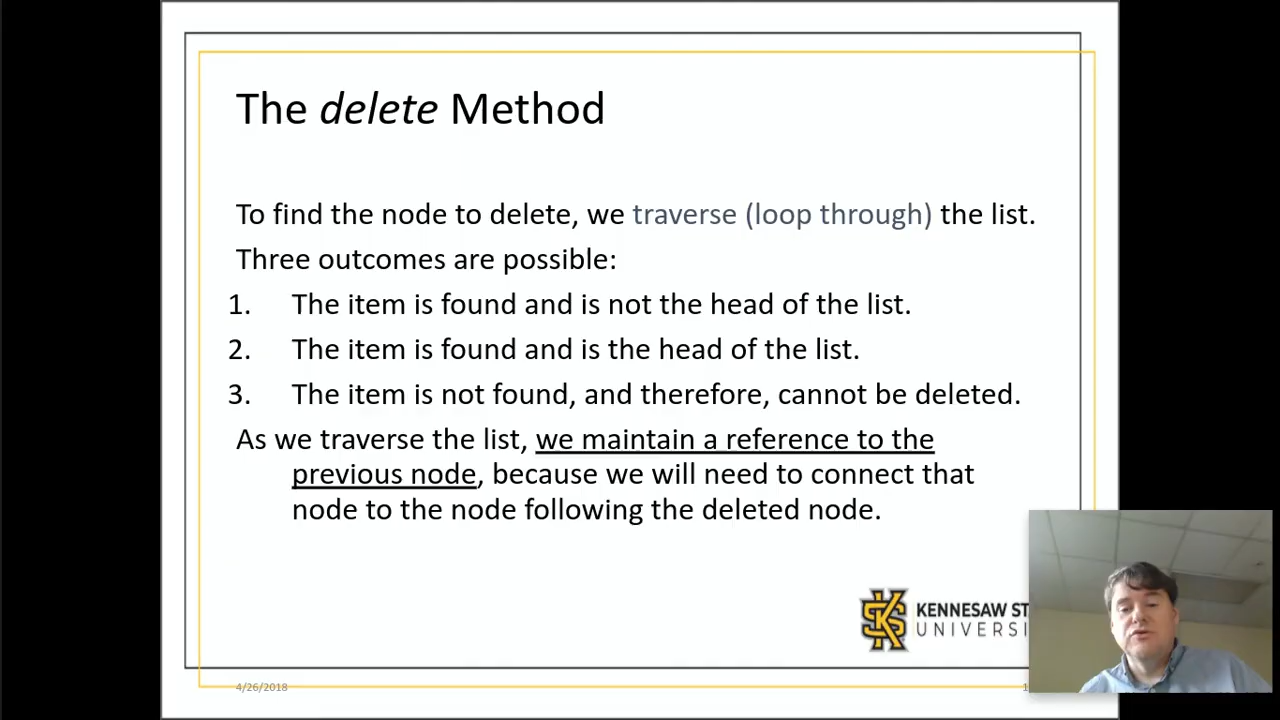 The delete Method
To find the node to delete, we traverse (loop through) the list.
Three outcomes are possible:
1. The item is found and is not the head of the list.
2. The item is found and is the head of the list.
3. The item is not found, and therefore, cannot be deleted.
As we traverse the list, we maintain a reference to the
previous node, because we will need to connect that
node to the node following the deleted node.
KENNESAW ST
UNIVERSI
4/26/2018